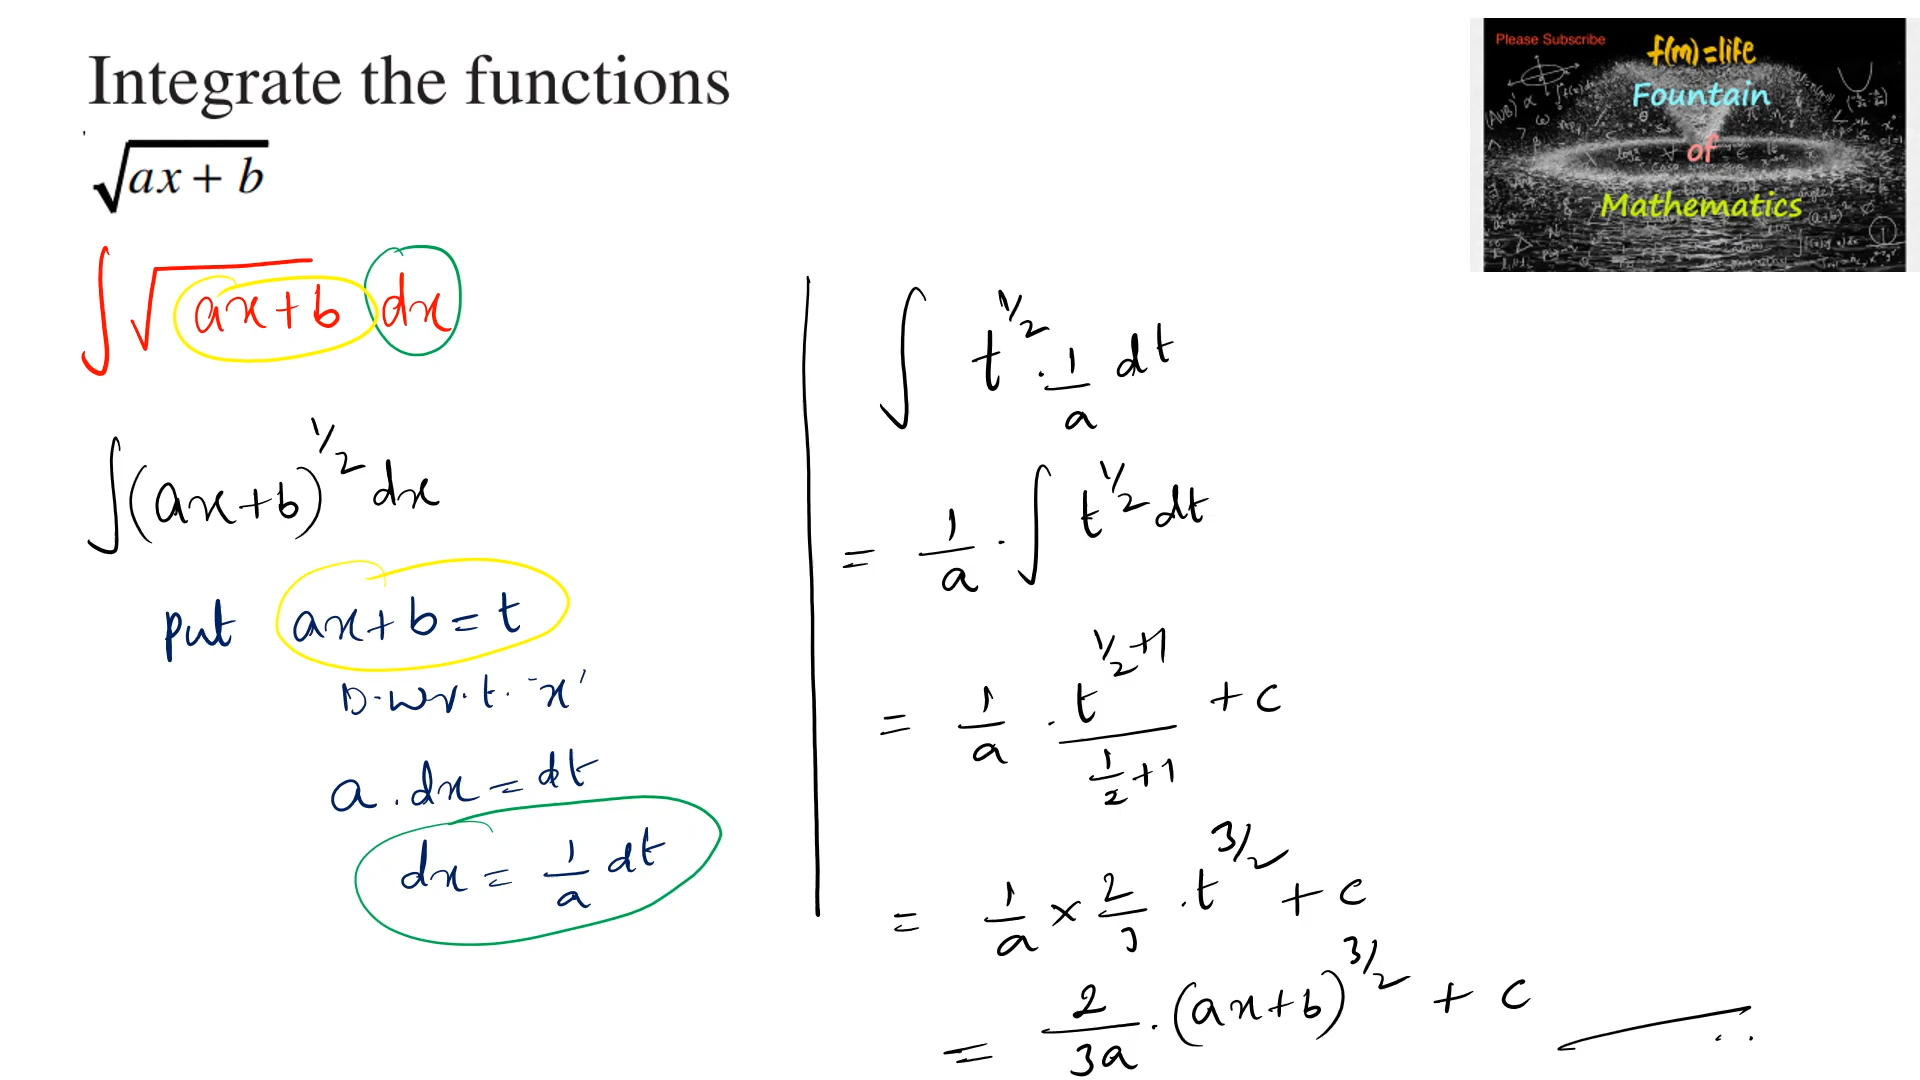 Integrate the functions
√ax + b
∫ √ax+b dx
∫(ax+b)^1/2 dx
put ax+b = t
D.w.r.t. 'x'
a.dx = dt
dx = 1/a dt
∫ t^1/2 . 1/a dt
= 1/a . ∫ t^1/2 dt
= 1/a . t^1/2+1 / 1/2+1 + c
= 1/a × 2/3 . t^3/2 + c
= 2/3a . (ax+b)^3/2 + c
Please Subscribe
f(m)=life
Fountain
of
Mathematics